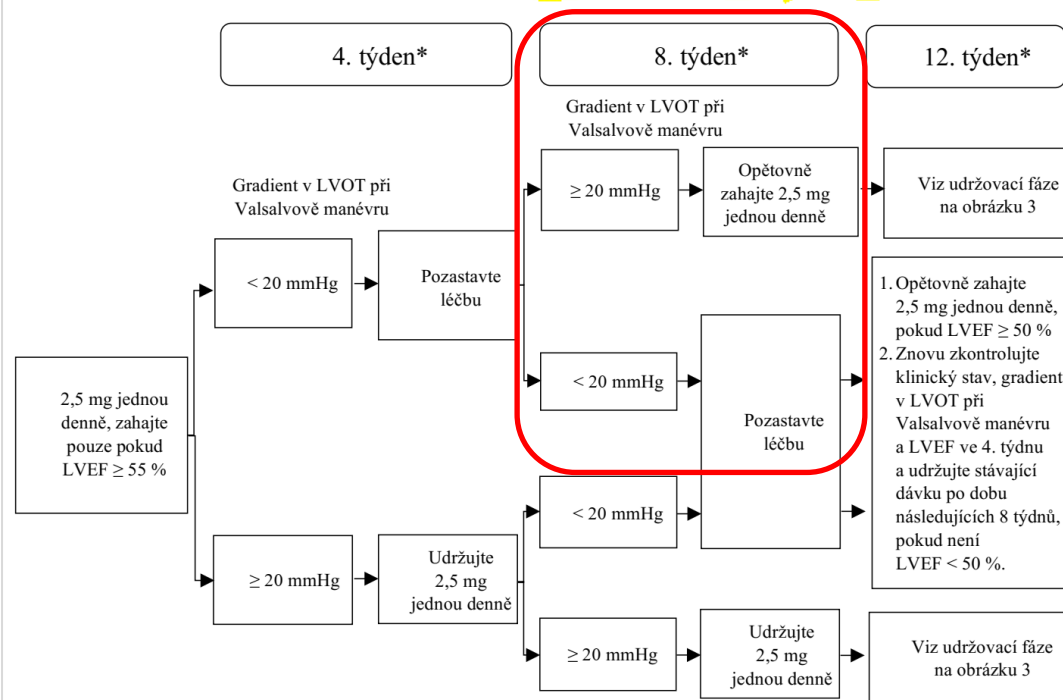 4. týden*
8. týden*
12. týden*
Gradient v LVOT při
Valsalvově manévru
≥ 20 mmHg
Opětovně
zahajte 2,5 mg
jednou denně
Viz udržovací fáze
na obrázku 3
Gradient v LVOT při
Valsalvově manévru
< 20 mmHg
Pozastavte
léčbu
< 20 mmHg
Pozastavte
léčbu
1. Opětovně zahajte
2,5 mg jednou denně,
pokud LVEF ≥ 50 %
2. Znovu zkontrolujte
klinický stav, gradient
v LVOT při
Valsalvově manévru
a LVEF ve 4. týdnu
a udržujte stávající
dávku po dobu
následujících 8 týdnů,
pokud není
LVEF < 50 %.
2,5 mg jednou
denně, zahajte
pouze pokud
LVEF ≥ 55 %
< 20 mmHg
≥ 20 mmHg
Udržujte
2,5 mg
jednou denně
≥ 20 mmHg
Udržujte
2,5 mg
jednou denně
Viz udržovací fáze
na obrázku 3